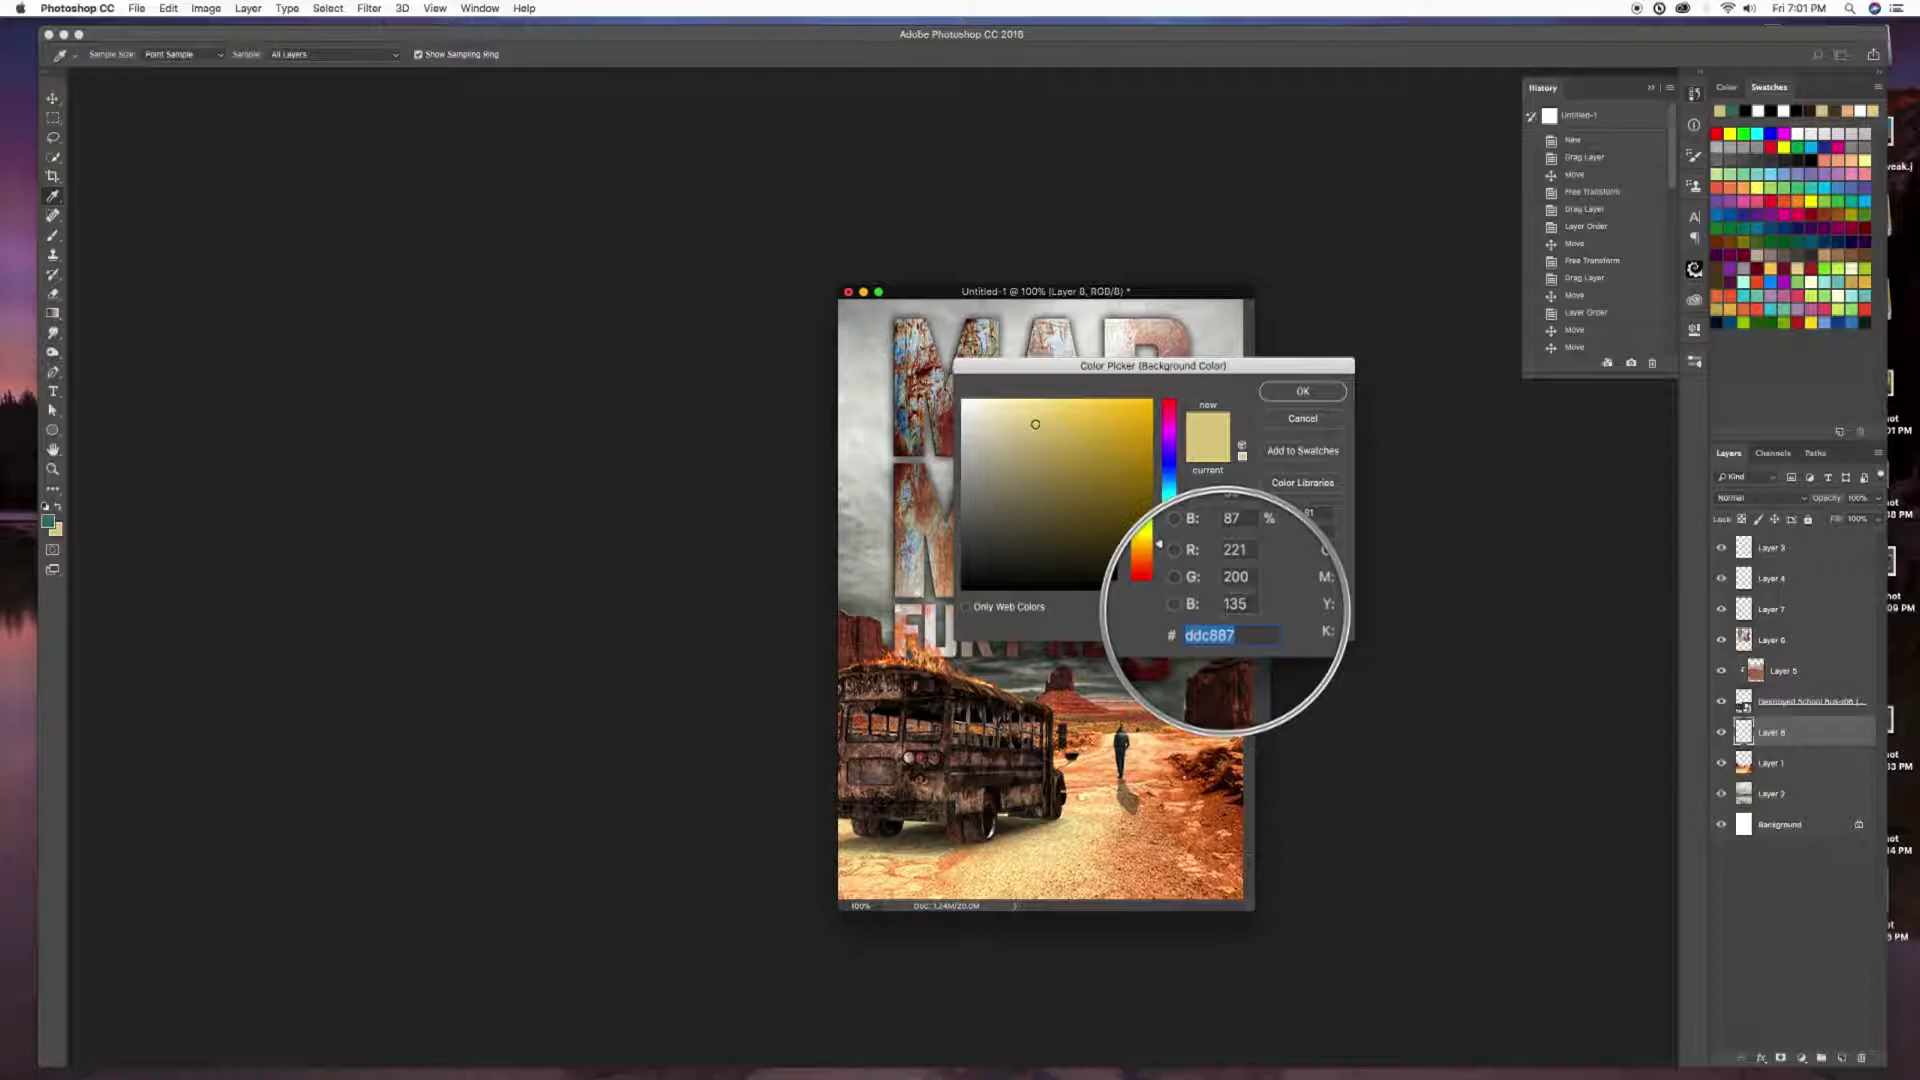 Photoshop CC File Edit Image Layer Type Select Filter 3D View Window Help Fri 7:01 PM
Adobe Photoshop CC 2018
Sample Size: Point Sample Sample: All Layers Show Sampling Ring
History
Untitled-1
New
Drag Layer
Move
Free Transform
Drag Layer
Layer Order
Move
Free Transform
Drag Layer
Move
Layer Order
Move
Move
Color Swatches
Untitled-1 @ 100% (Layer 8, RGB/8) *
Color Picker (Background Color)
new
current
OK
Cancel
Add to Swatches
Color Libraries
B: 87 %
R: 221
G: 200
B: 135
# ddc887
M:
Y:
K:
Only Web Colors
100%
Doc: 1.24M/20.0M
Layers Channels Paths
Kind
Normal Opacity: 100%
Lock: Fill: 100%
Layer 3
Layer 4
Layer 7
Layer 6
Layer 5
Layer 8
Layer 1
Layer 2
Background